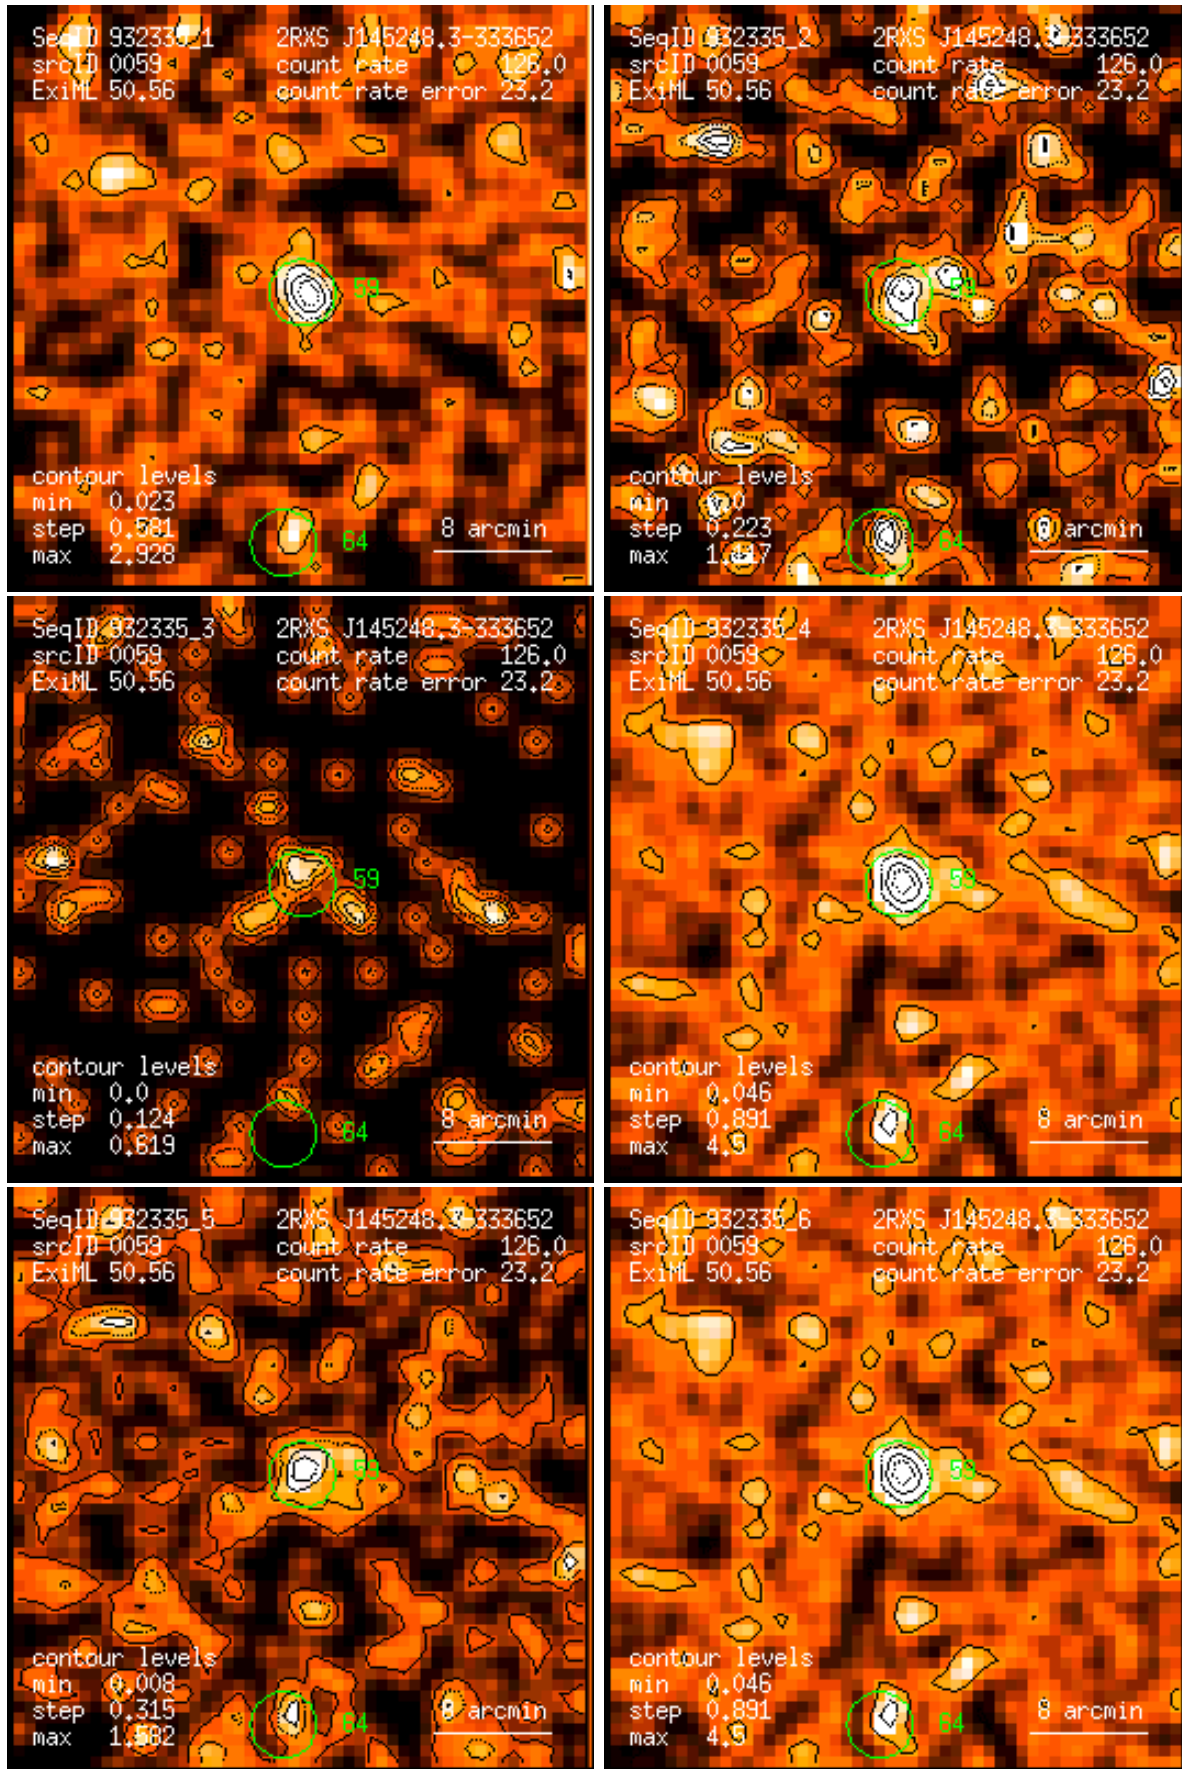 SeqID 932335_1 2RXS J145248.3-333652
srcID 0059 count rate 126.0
ExiML 50.56 count rate error 23.2
59
contour levels
min 0.023
step 0.581 8 arcmin
max 2.928 64
SeqID 932335_2 2RXS J145248.3-333652
srcID 0059 count rate 126.0
ExiML 50.56 count rate error 23.2
59
contour levels
min 0.0
step 0.223 8 arcmin
max 1.117 64
SeqID 932335_3 2RXS J145248.3-333652
srcID 0059 count rate 126.0
ExiML 50.56 count rate error 23.2
59
contour levels
min 0.0
step 0.124 8 arcmin
max 0.619 64
SeqID 932335_4 2RXS J145248.3-333652
srcID 0059 count rate 126.0
ExiML 50.56 count rate error 23.2
59
contour levels
min 0.046
step 0.891 8 arcmin
max 4.5 64
SeqID 932335_5 2RXS J145248.3-333652
srcID 0059 count rate 126.0
ExiML 50.56 count rate error 23.2
59
contour levels
min 0.008
step 0.315 8 arcmin
max 1.582 64
SeqID 932335_6 2RXS J145248.3-333652
srcID 0059 count rate 126.0
ExiML 50.56 count rate error 23.2
59
contour levels
min 0.046
step 0.891 8 arcmin
max 4.5 64